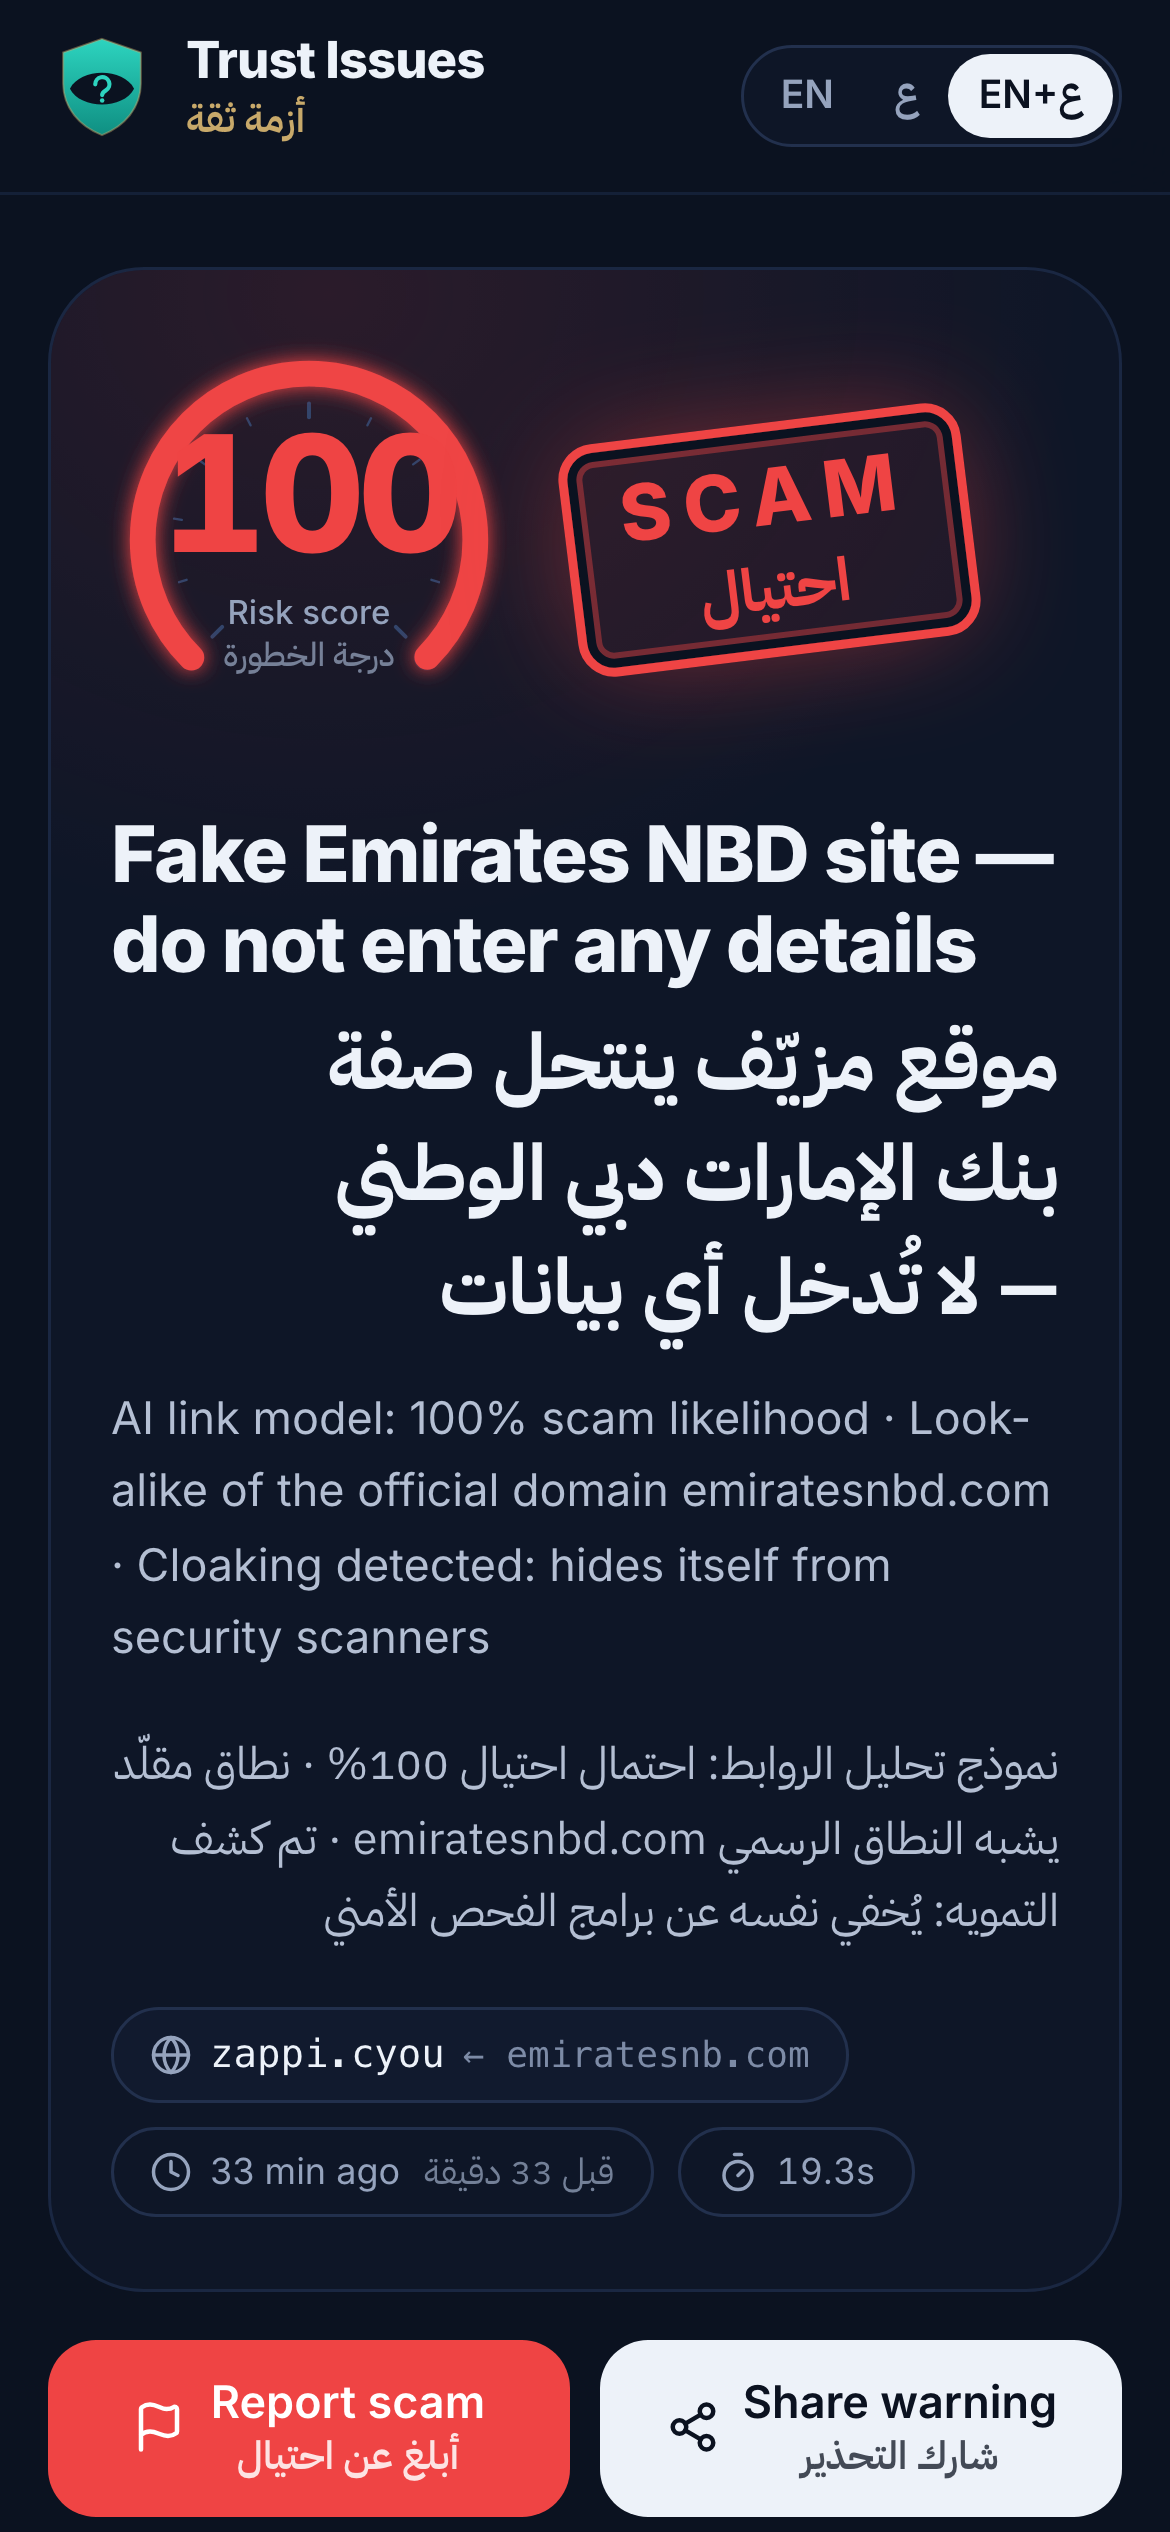 Trust Issues
أزمة ثقة
EN ع EN+ع
100
Risk score
درجة الخطورة
SCAM
احتيال
Fake Emirates NBD site —
do not enter any details
موقع مزيّف ينتحل صفة
بنك الإمارات دبي الوطني
— لا تُدخل أي بيانات
AI link model: 100% scam likelihood · Look-
alike of the official domain emiratesnbd.com
· Cloaking detected: hides itself from
security scanners
نموذج تحليل الروابط: احتمال احتيال 100% · نطاق مقلّد
يشبه النطاق الرسمي emiratesnbd.com · تم كشف
التمويه: يُخفي نفسه عن برامج الفحص الأمني
zappi.cyou ← emiratesnb.com
33 min ago قبل 33 دقيقة
19.3s
Report scam
أبلغ عن احتيال
Share warning
شارك التحذير